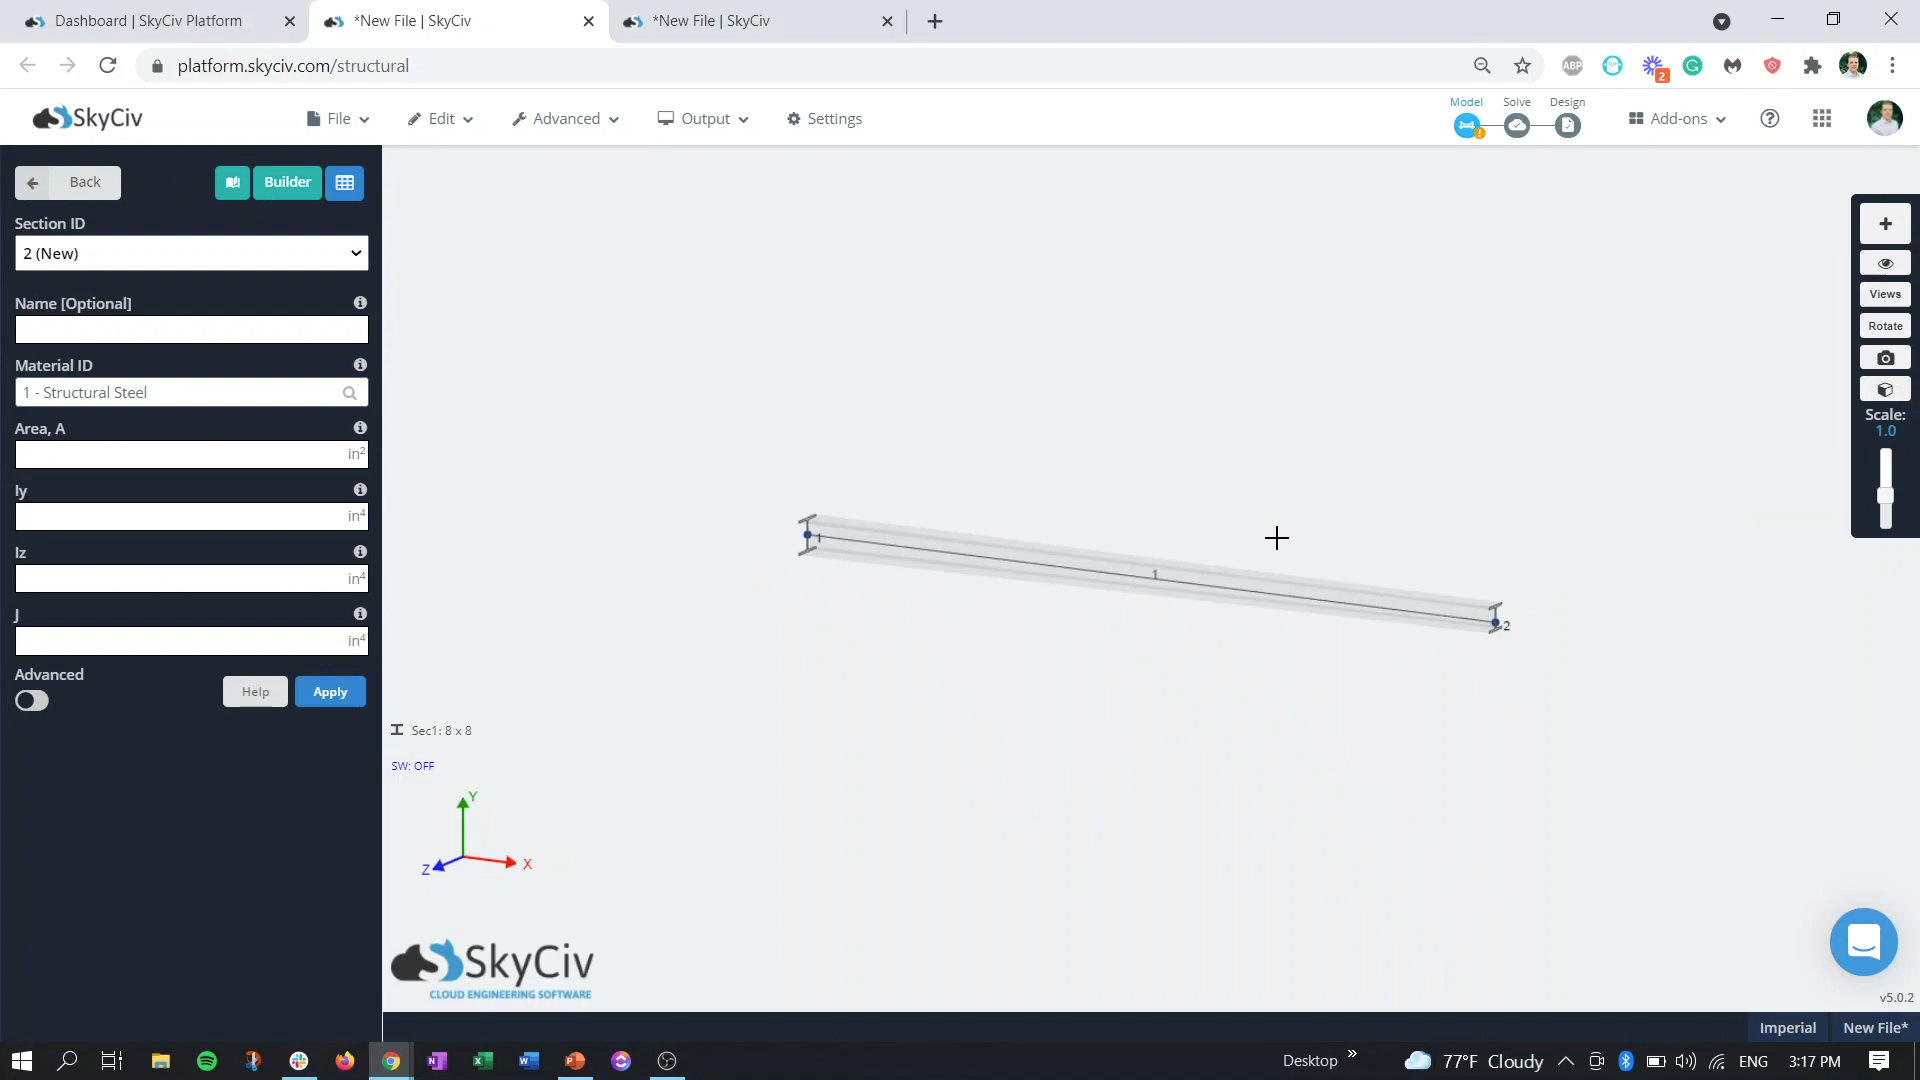 Dashboard | SkyCiv Platform
*New File | SkyCiv
*New File | SkyCiv
platform.skyciv.com/structural
ABP
2
SkyCiv
File
Edit
Advanced
Output
Settings
Model
Solve
Design
Add-ons
Back
Builder
Section ID
2 (New)
Name [Optional]
Material ID
1 - Structural Steel
Area, A
in²
Iy
in⁴
Iz
in⁴
J
in⁴
Advanced
Help
Apply
Views
Rotate
Scale:
1.0
1
1
2
Sec1: 8 x 8
SW: OFF
Y
Z
X
SkyCiv
CLOUD ENGINEERING SOFTWARE
v5.0.2
Imperial
New File*
Desktop
77°F Cloudy
ENG
3:17 PM